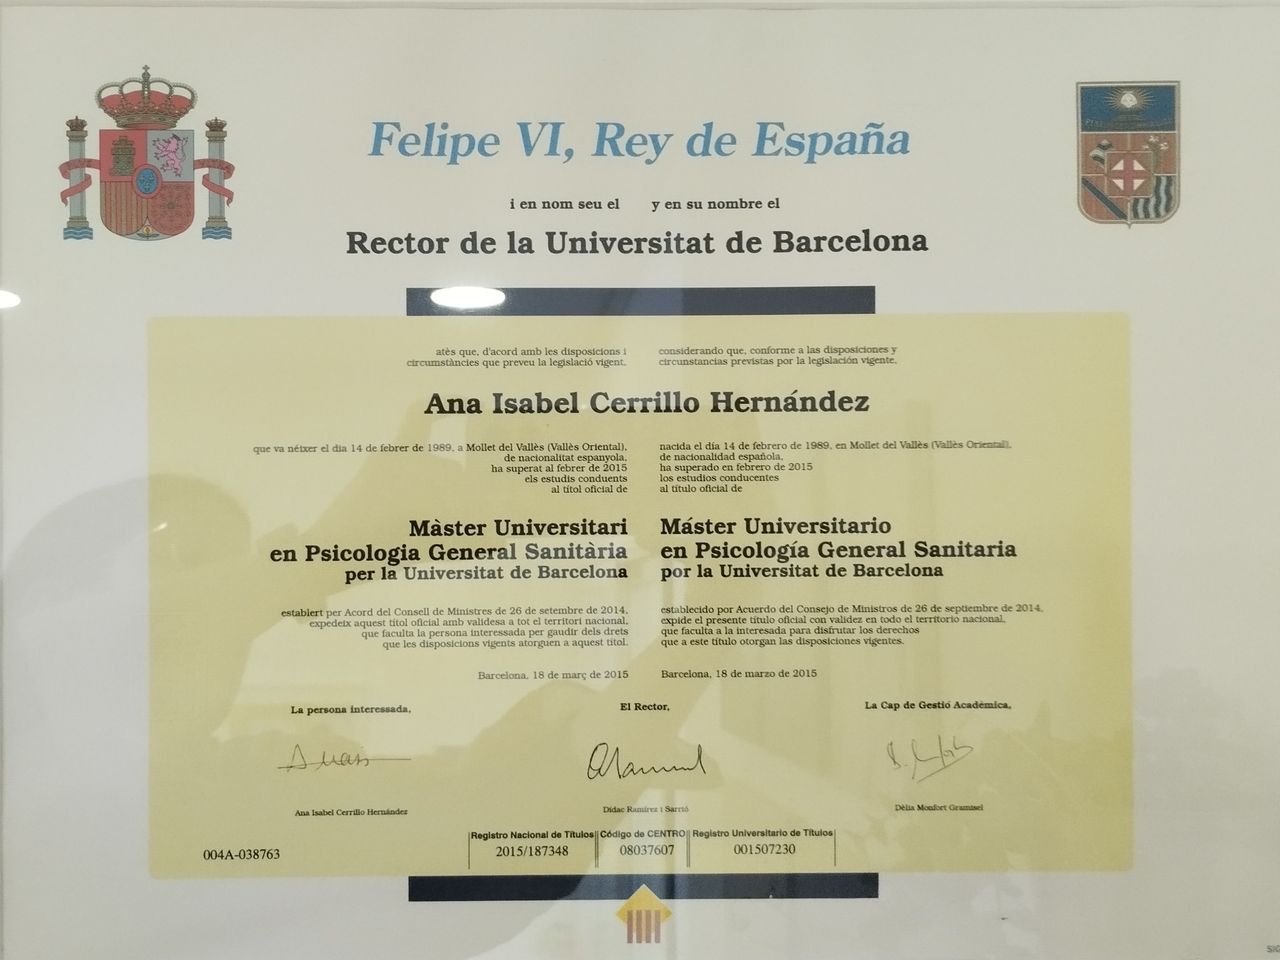 Felipe VI, Rey de España
i en nom seu el y en su nombre el
Rector de la Universitat de Barcelona
atès que, d'acord amb les disposicions i
circumstàncies que preveu la legislació vigent,
considerando que, conforme a las disposiciones y
circunstancias previstas por la legislación vigente,
Ana Isabel Cerrillo Hernández
que va néixer el dia 14 de febrer de 1989, a Mollet del Vallès (Vallès Oriental),
de nacionalitat espanyola,
ha superat al febrer de 2015
els estudis conduents
al títol oficial de
nacida el día 14 de febrero de 1989, en Mollet del Vallès (Vallès Oriental),
de nacionalidad española,
ha superado en febrero de 2015
los estudios conducentes
al título oficial de
Màster Universitari
en Psicologia General Sanitària
per la Universitat de Barcelona
Máster Universitario
en Psicología General Sanitaria
por la Universitat de Barcelona
establert per Acord del Consell de Ministres de 26 de setembre de 2014,
expedeix aquest títol oficial amb validesa a tot el territori nacional,
que faculta la persona interessada per gaudir dels drets
que les disposicions vigents atorguen a aquest títol.
establecido por Acuerdo del Consejo de Ministros de 26 de septiembre de 2014,
expide el presente título oficial con validez en todo el territorio nacional,
que faculta a la interesada para disfrutar los derechos
que a este título otorgan las disposiciones vigentes.
Barcelona, 18 de març de 2015
Barcelona, 18 de marzo de 2015
La persona interessada,
El Rector,
La Cap de Gestió Acadèmica,
Ana Isabel Cerrillo Hernández
Dídac Ramírez i Sarrió
Dèlia Monfort Gramisel
004A-038763
Registro Nacional de Títulos
2015/187348
Código de CENTRO
08037607
Registro Universitario de Títulos
001507230